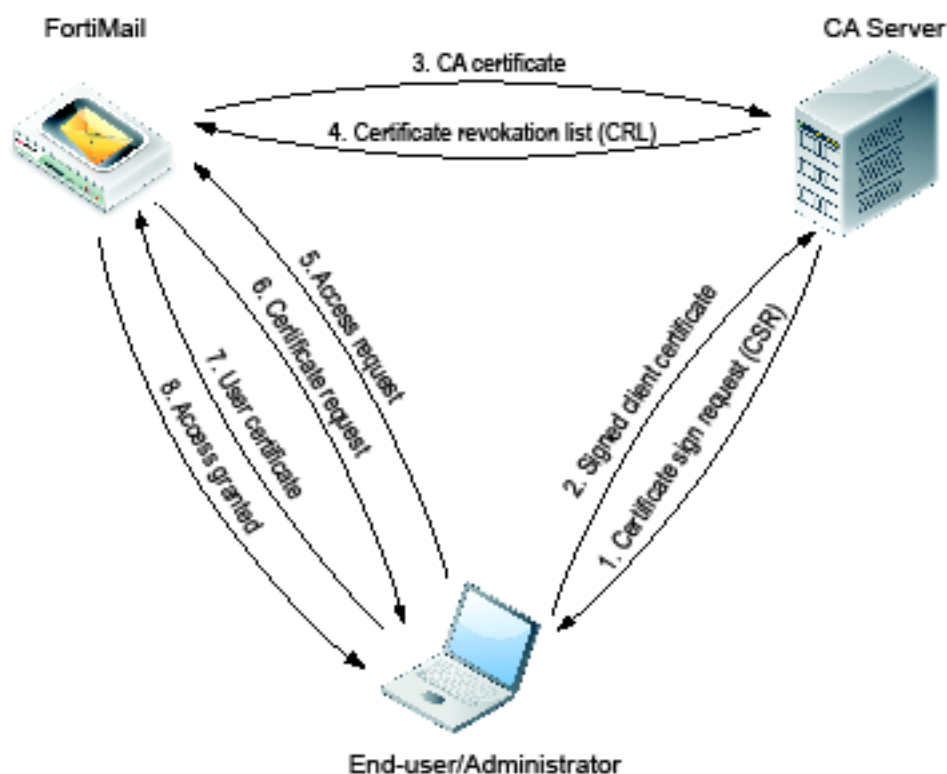 FortiMail
CA Server
3. CA certificate
4. Certificate revokation list (CRL)
5. Access request
6. Certificate request
7. User certificate
8. Access granted
2. Signed client certificate
1. Certificate sign request (CSR)
End-user/Administrator